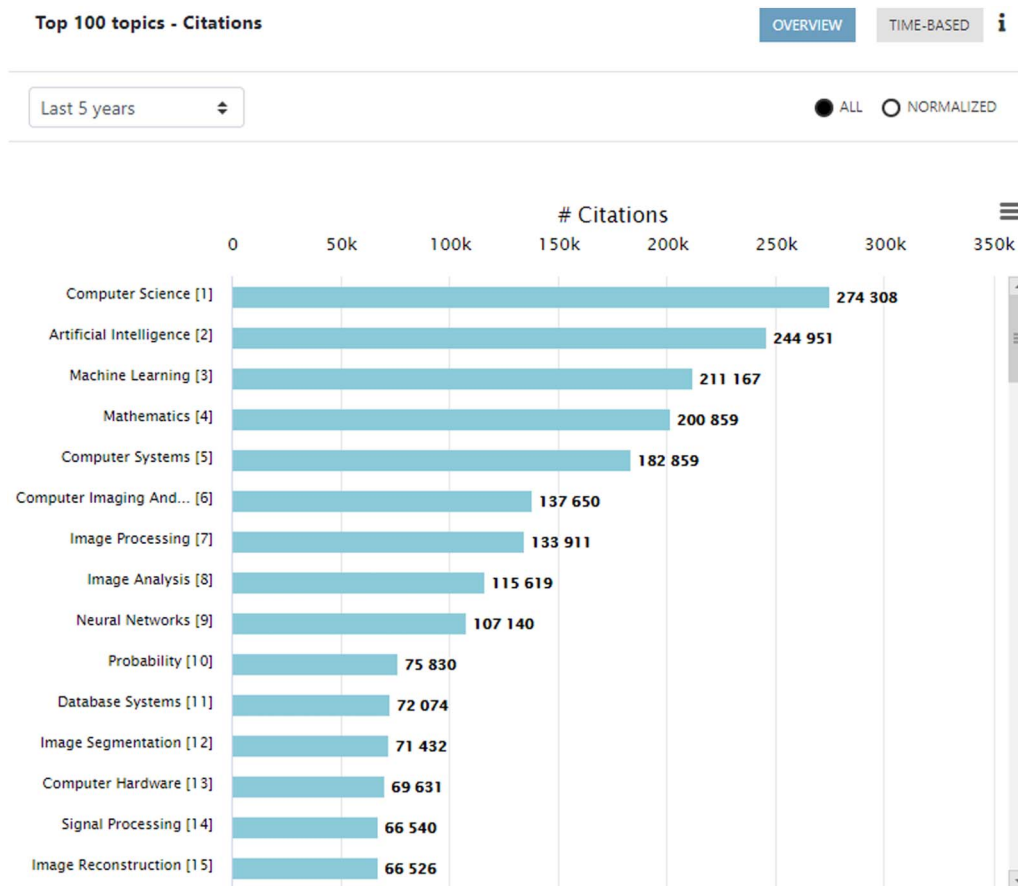 Top 100 topics - Citations
OVERVIEW
TIME-BASED
i
Last 5 years
ALL
NORMALIZED
# Citations
0 50k 100k 150k 200k 250k 300k 350k
Computer Science [1] 274 308
Artificial Intelligence [2] 244 951
Machine Learning [3] 211 167
Mathematics [4] 200 859
Computer Systems [5] 182 859
Computer Imaging And... [6] 137 650
Image Processing [7] 133 911
Image Analysis [8] 115 619
Neural Networks [9] 107 140
Probability [10] 75 830
Database Systems [11] 72 074
Image Segmentation [12] 71 432
Computer Hardware [13] 69 631
Signal Processing [14] 66 540
Image Reconstruction [15] 66 526